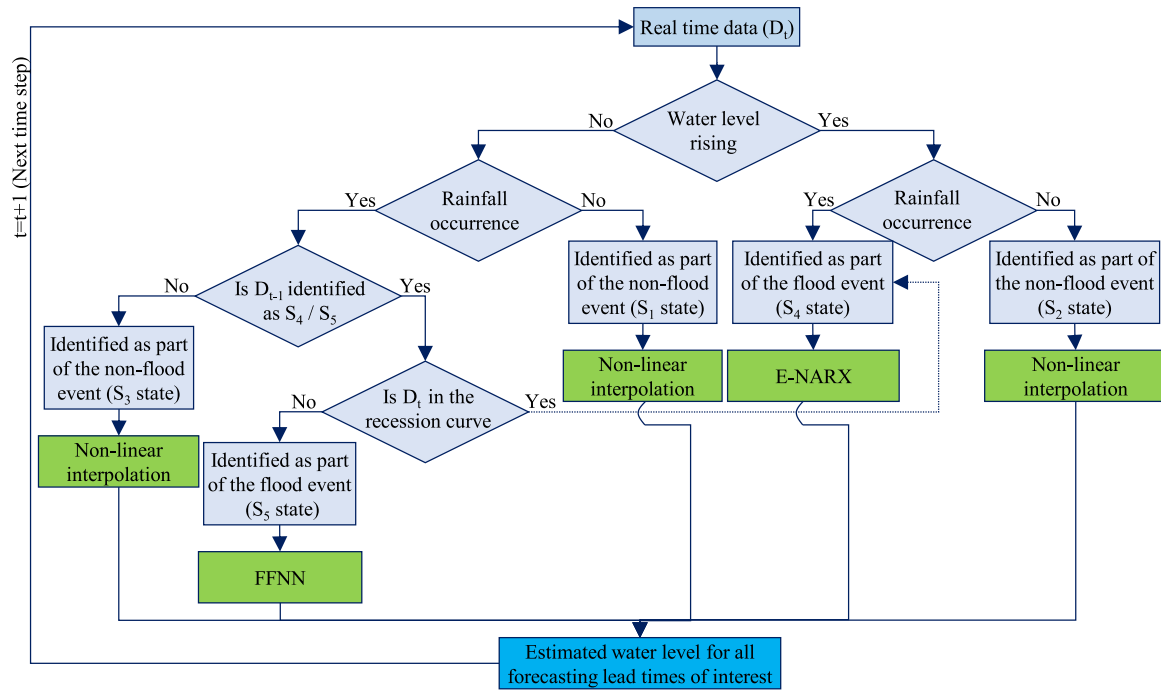 Real time data (Dt)
t=t+1 (Next time step)
Water level
rising
No
Yes
Rainfall
occurrence
Yes
No
Rainfall
occurrence
Yes
No
Is Dt-1 identified
as S4 / S5
No
Yes
Identified as part
of the non-flood
event (S1 state)
Identified as part
of the flood event
(S4 state)
Identified as part of
the non-flood event
(S2 state)
Identified as part
of the non-flood
event (S3 state)
Is Dt in the
recession curve
No
Yes
Non-linear
interpolation
E-NARX
Non-linear
interpolation
Non-linear
interpolation
Identified as part
of the flood event
(S5 state)
FFNN
Estimated water level for all
forecasting lead times of interest